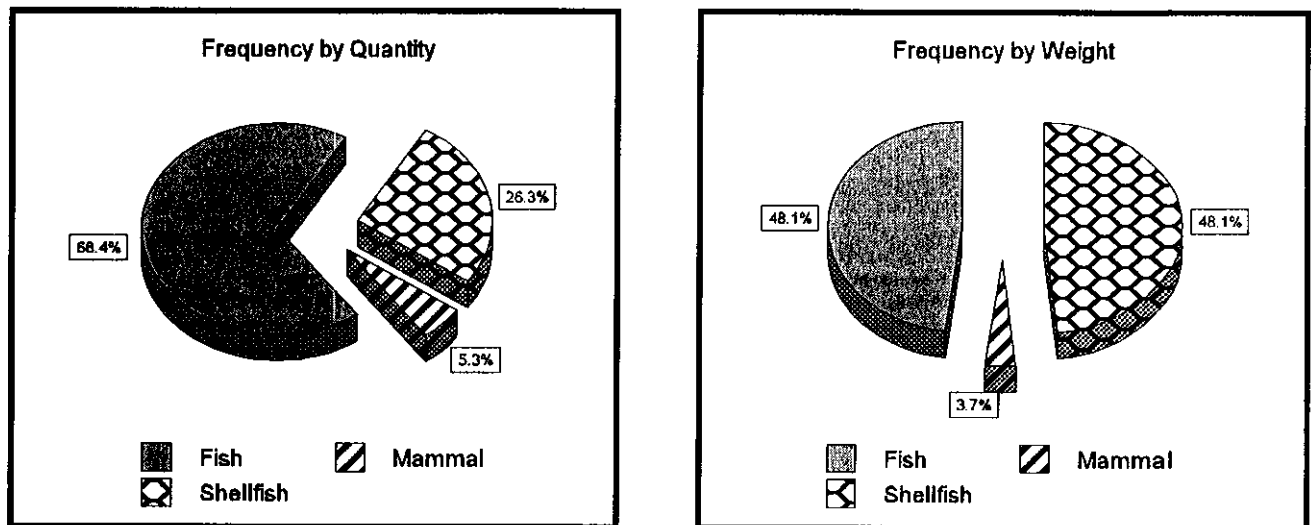 Frequency by Quantity
26.3%
68.4%
5.3%
Fish
Mammal
Shellfish
Frequency by Weight
48.1%
48.1%
3.7%
Fish
Mammal
Shellfish